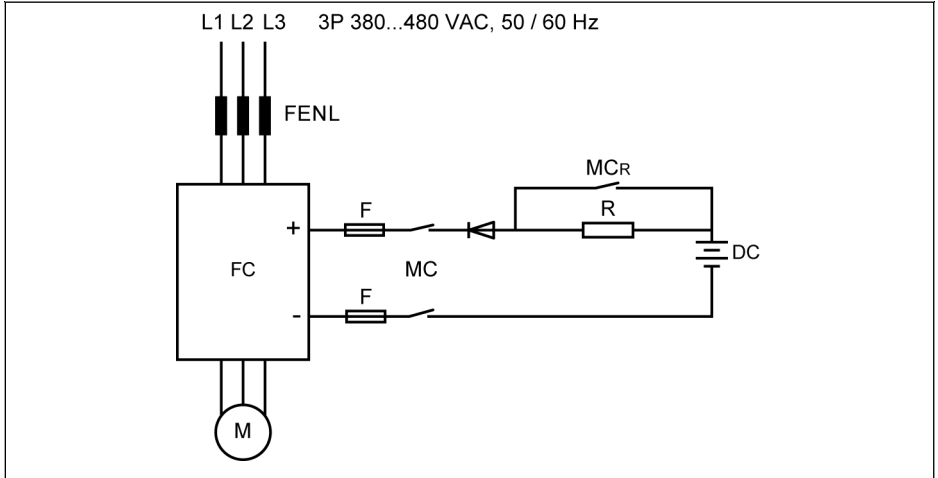 L1 L2 L3 3P 380...480 VAC, 50 / 60 Hz
FENL
MCR
F
R
+
DC
FC
MC
F
-
M